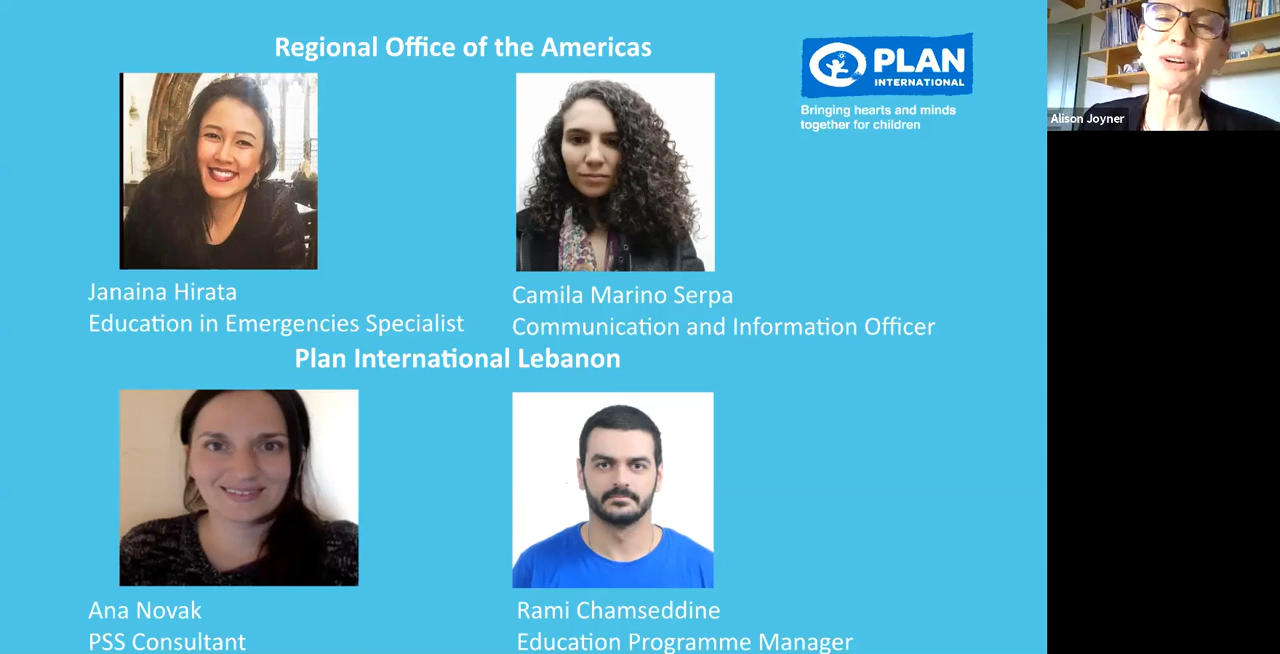 Regional Office of the Americas
PLAN
INTERNATIONAL
Bringing hearts and minds
together for children
Alison Joyner
Janaina Hirata
Education in Emergencies Specialist
Camila Marino Serpa
Communication and Information Officer
Plan International Lebanon
Ana Novak
PSS Consultant
Rami Chamseddine
Education Programme Manager